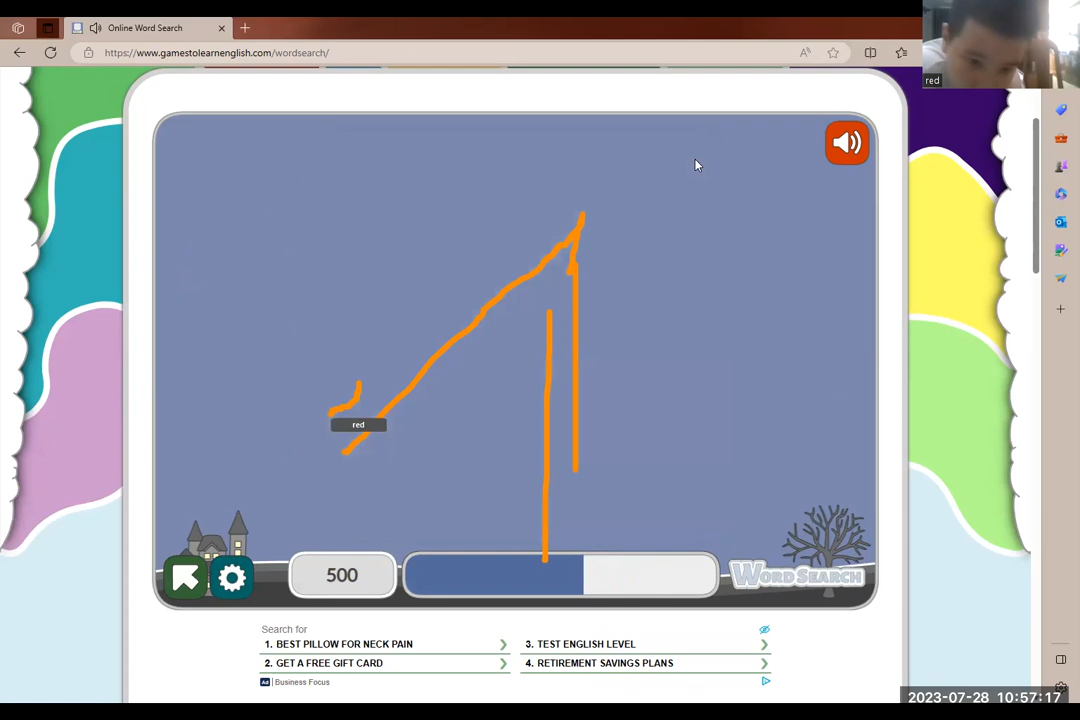 Online Word Search
https://www.gamestolearnenglish.com/wordsearch/
red
red
500
WORDSEARCH
Search for
1. BEST PILLOW FOR NECK PAIN
3. TEST ENGLISH LEVEL
2. GET A FREE GIFT CARD
4. RETIREMENT SAVINGS PLANS
Ad | Business Focus
2023-07-28 10:57:17